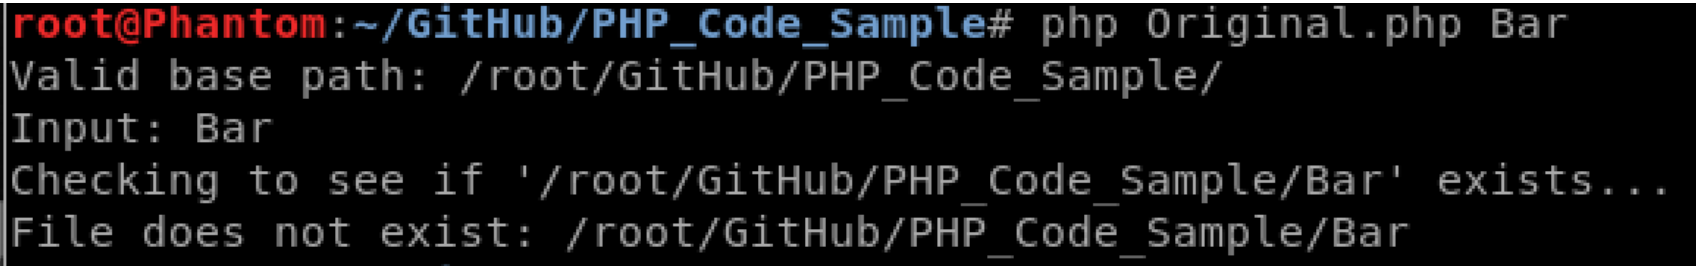 root@Phantom:~/GitHub/PHP_Code_Sample# php Original.php Bar
Valid base path: /root/GitHub/PHP_Code_Sample/
Input: Bar
Checking to see if '/root/GitHub/PHP_Code_Sample/Bar' exists...
File does not exist: /root/GitHub/PHP_Code_Sample/Bar